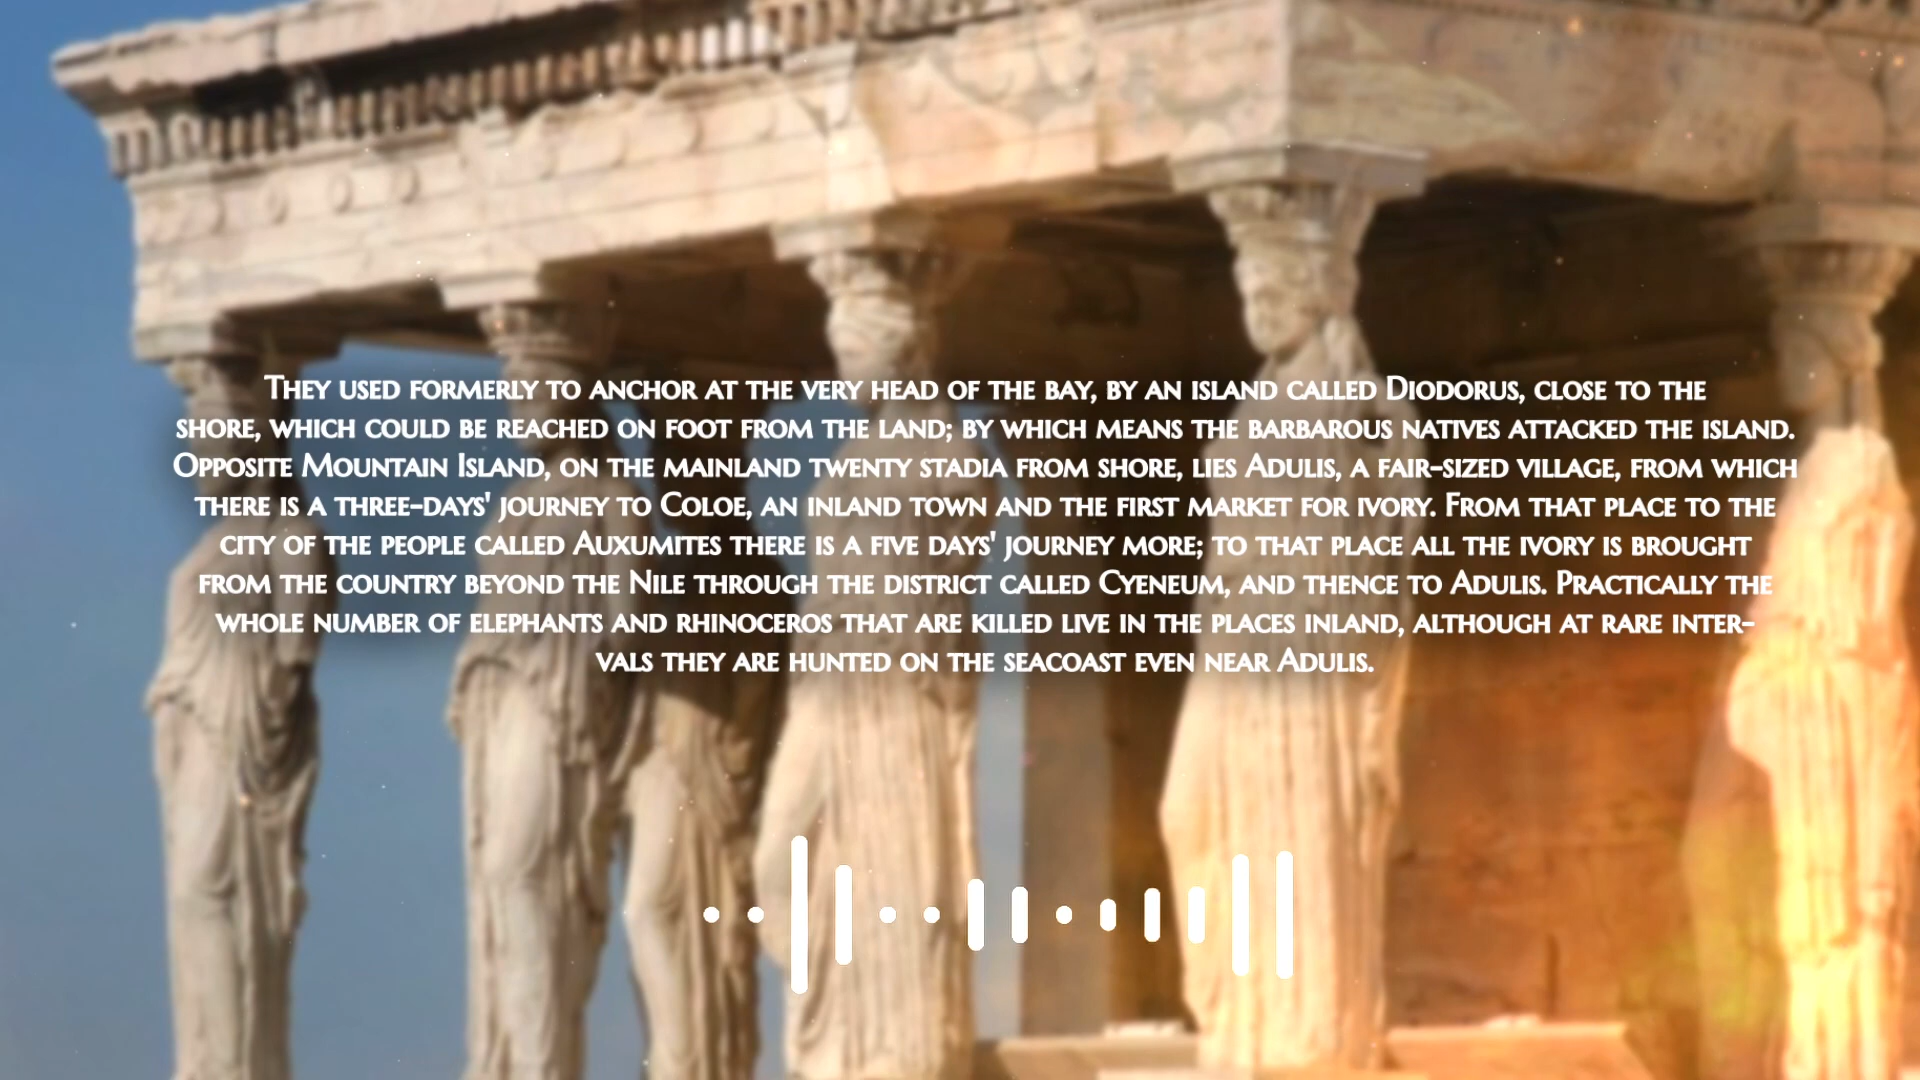 They used formerly to anchor at the very head of the bay, by an island called Diodorus, close to the
shore, which could be reached on foot from the land; by which means the barbarous natives attacked the island.
Opposite Mountain Island, on the mainland twenty stadia from shore, lies Adulis, a fair-sized village, from which
there is a three-days' journey to Coloe, an inland town and the first market for ivory. From that place to the
city of the people called Auxumites there is a five days' journey more; to that place all the ivory is brought
from the country beyond the Nile through the district called Cyeneum, and thence to Adulis. Practically the
whole number of elephants and rhinoceros that are killed live in the places inland, although at rare inter-
vals they are hunted on the seacoast even near Adulis.